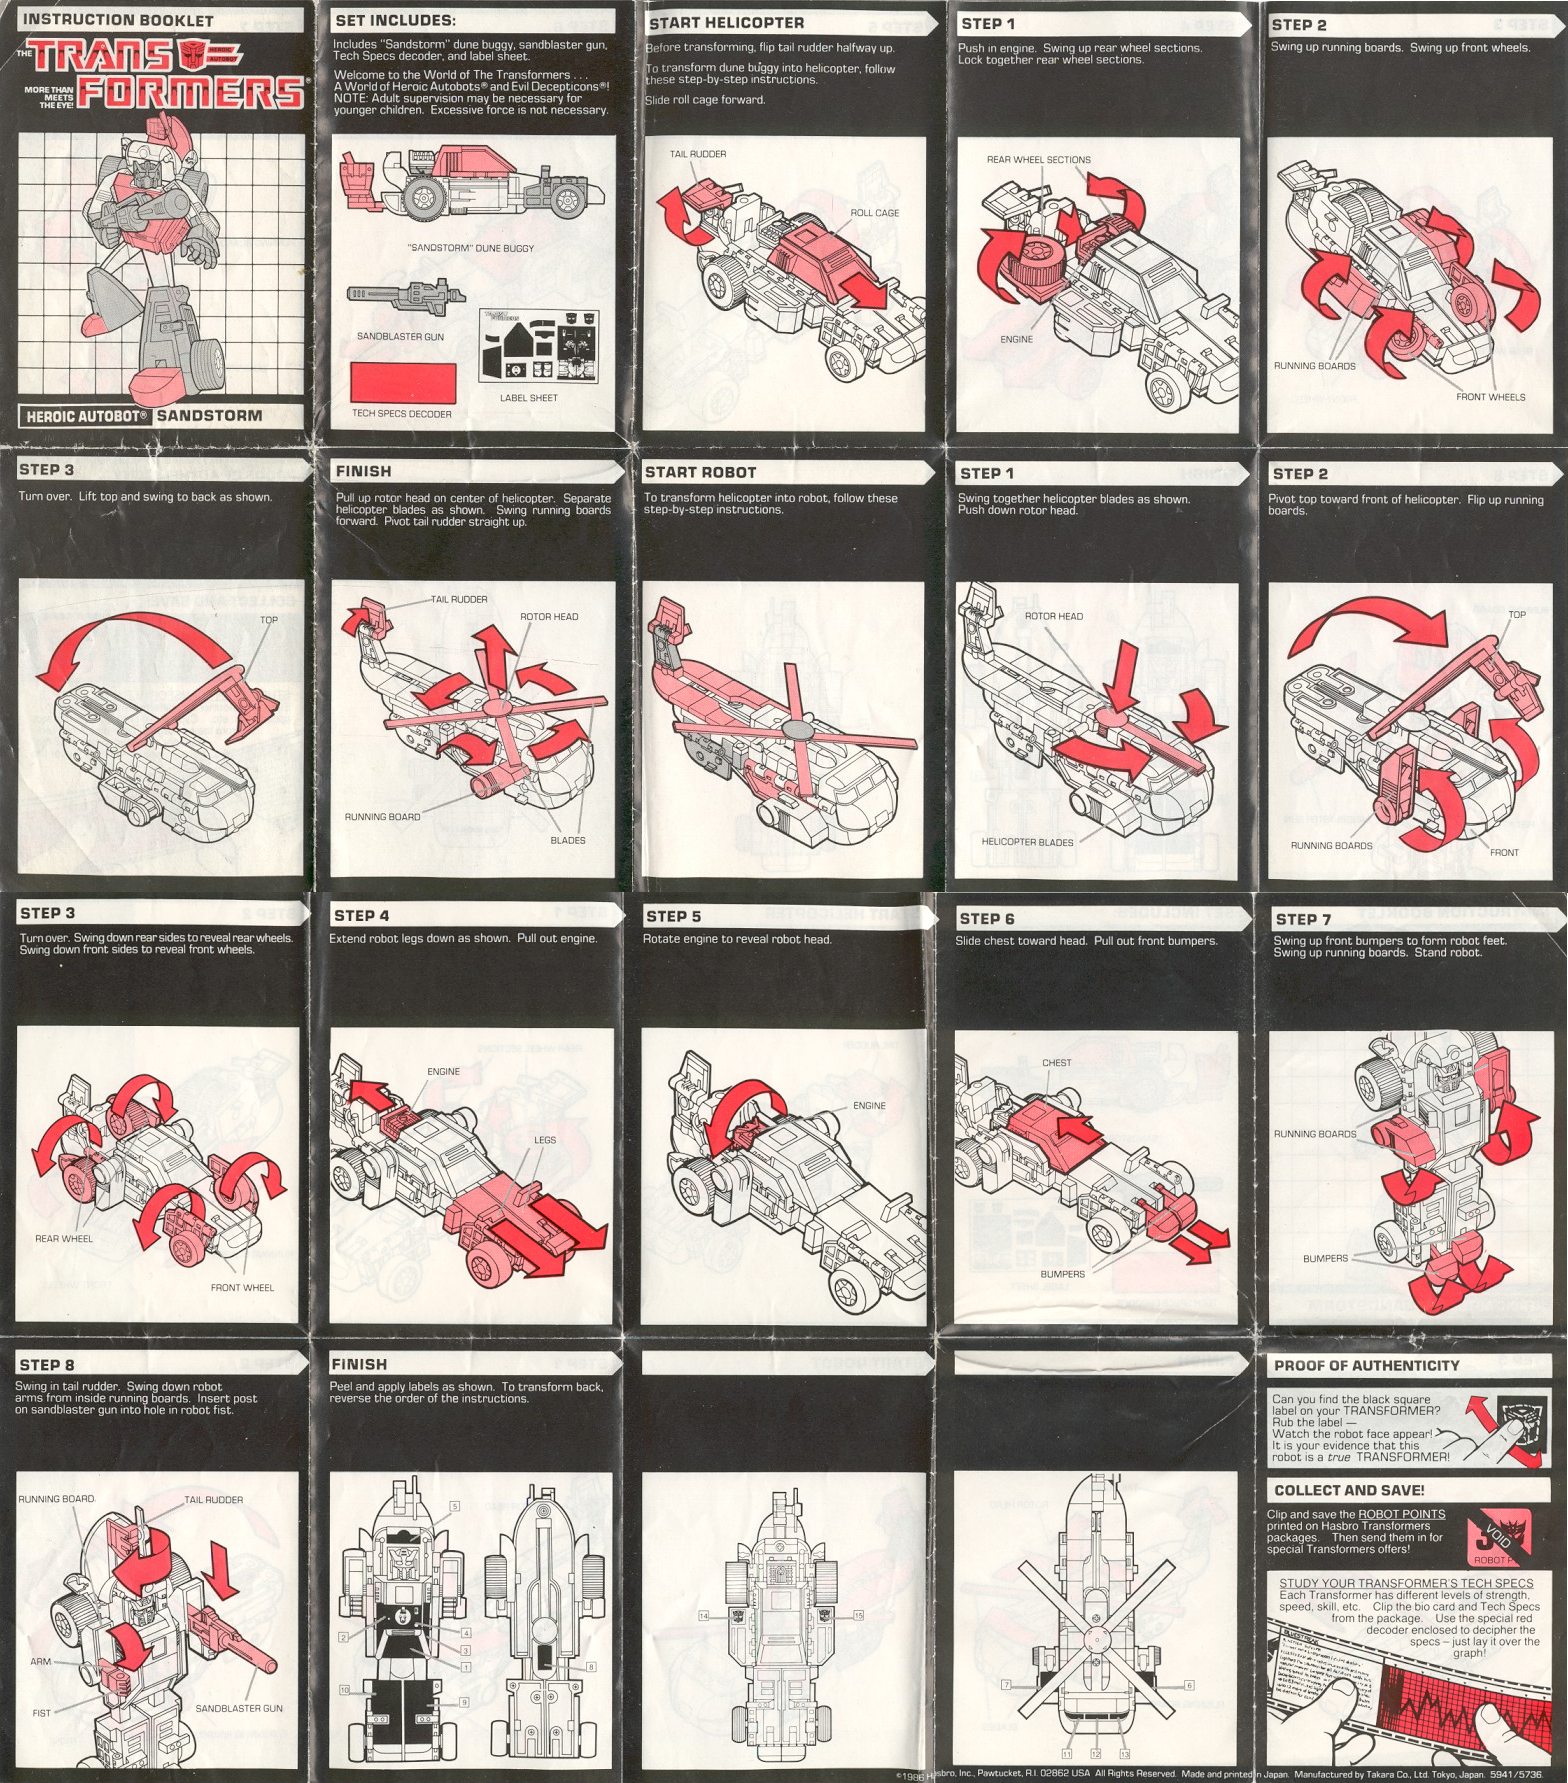 INSTRUCTION BOOKLET
THE TRANSFORMERS
HEROIC AUTOBOT
MORE THAN
MEETS
THE EYE!
HEROIC AUTOBOT® SANDSTORM
SET INCLUDES:
Includes "Sandstorm" dune buggy, sandblaster gun,
Tech Specs decoder, and label sheet.
Welcome to the World of The Transformers . . .
A World of Heroic Autobots® and Evil Decepticons®!
NOTE: Adult supervision may be necessary for
younger children. Excessive force is not necessary.
"SANDSTORM" DUNE BUGGY
SANDBLASTER GUN
TRANSFORMERS
TECH SPECS DECODER
LABEL SHEET
START HELICOPTER
Before transforming, flip tail rudder halfway up.
To transform dune buggy into helicopter, follow
these step-by-step instructions.
Slide roll cage forward.
TAIL RUDDER
ROLL CAGE
STEP 1
Push in engine. Swing up rear wheel sections.
Lock together rear wheel sections.
REAR WHEEL SECTIONS
ENGINE
STEP 2
Swing up running boards. Swing up front wheels.
RUNNING BOARDS
FRONT WHEELS
STEP 3
Turn over. Lift top and swing to back as shown.
TOP
FINISH
Pull up rotor head on center of helicopter. Separate
helicopter blades as shown. Swing running boards
forward. Pivot tail rudder straight up.
TAIL RUDDER
ROTOR HEAD
RUNNING BOARD
BLADES
START ROBOT
To transform helicopter into robot, follow these
step-by-step instructions.
STEP 1
Swing together helicopter blades as shown.
Push down rotor head.
ROTOR HEAD
HELICOPTER BLADES
STEP 2
Pivot top toward front of helicopter. Flip up running
boards.
TOP
RUNNING BOARDS
FRONT
STEP 3
Turn over. Swing down rear sides to reveal rear wheels.
Swing down front sides to reveal front wheels.
REAR WHEEL
FRONT WHEEL
STEP 4
Extend robot legs down as shown. Pull out engine.
ENGINE
LEGS
STEP 5
Rotate engine to reveal robot head.
ENGINE
STEP 6
Slide chest toward head. Pull out front bumpers.
CHEST
BUMPERS
STEP 7
Swing up front bumpers to form robot feet.
Swing up running boards. Stand robot.
RUNNING BOARDS
BUMPERS
STEP 8
Swing in tail rudder. Swing down robot
arms from inside running boards. Insert post
on sandblaster gun into hole in robot fist.
RUNNING BOARD
TAIL RUDDER
ARM
FIST
SANDBLASTER GUN
FINISH
Peel and apply labels as shown. To transform back,
reverse the order of the instructions.
5
2
4
3
1
8
10
9
14
15
7
6
11
12
13
PROOF OF AUTHENTICITY
Can you find the black square
label on your TRANSFORMER?
Rub the label —
Watch the robot face appear!
It is your evidence that this
robot is a true TRANSFORMER!
COLLECT AND SAVE!
Clip and save the ROBOT POINTS
printed on Hasbro Transformers
packages. Then send them in for
special Transformers offers!
VOID
ROBOT P
STUDY YOUR TRANSFORMER'S TECH SPECS
Each Transformer has different levels of strength,
speed, skill, etc. Clip the bio card and Tech Specs
from the package. Use the special red
decoder enclosed to decipher the
specs – just lay it over the
graph!
©1986 Hasbro, Inc., Pawtucket, R.I. 02862 USA All Rights Reserved. Made and printed in Japan. Manufactured by Takara Co., Ltd. Tokyo, Japan. 5941/5736.